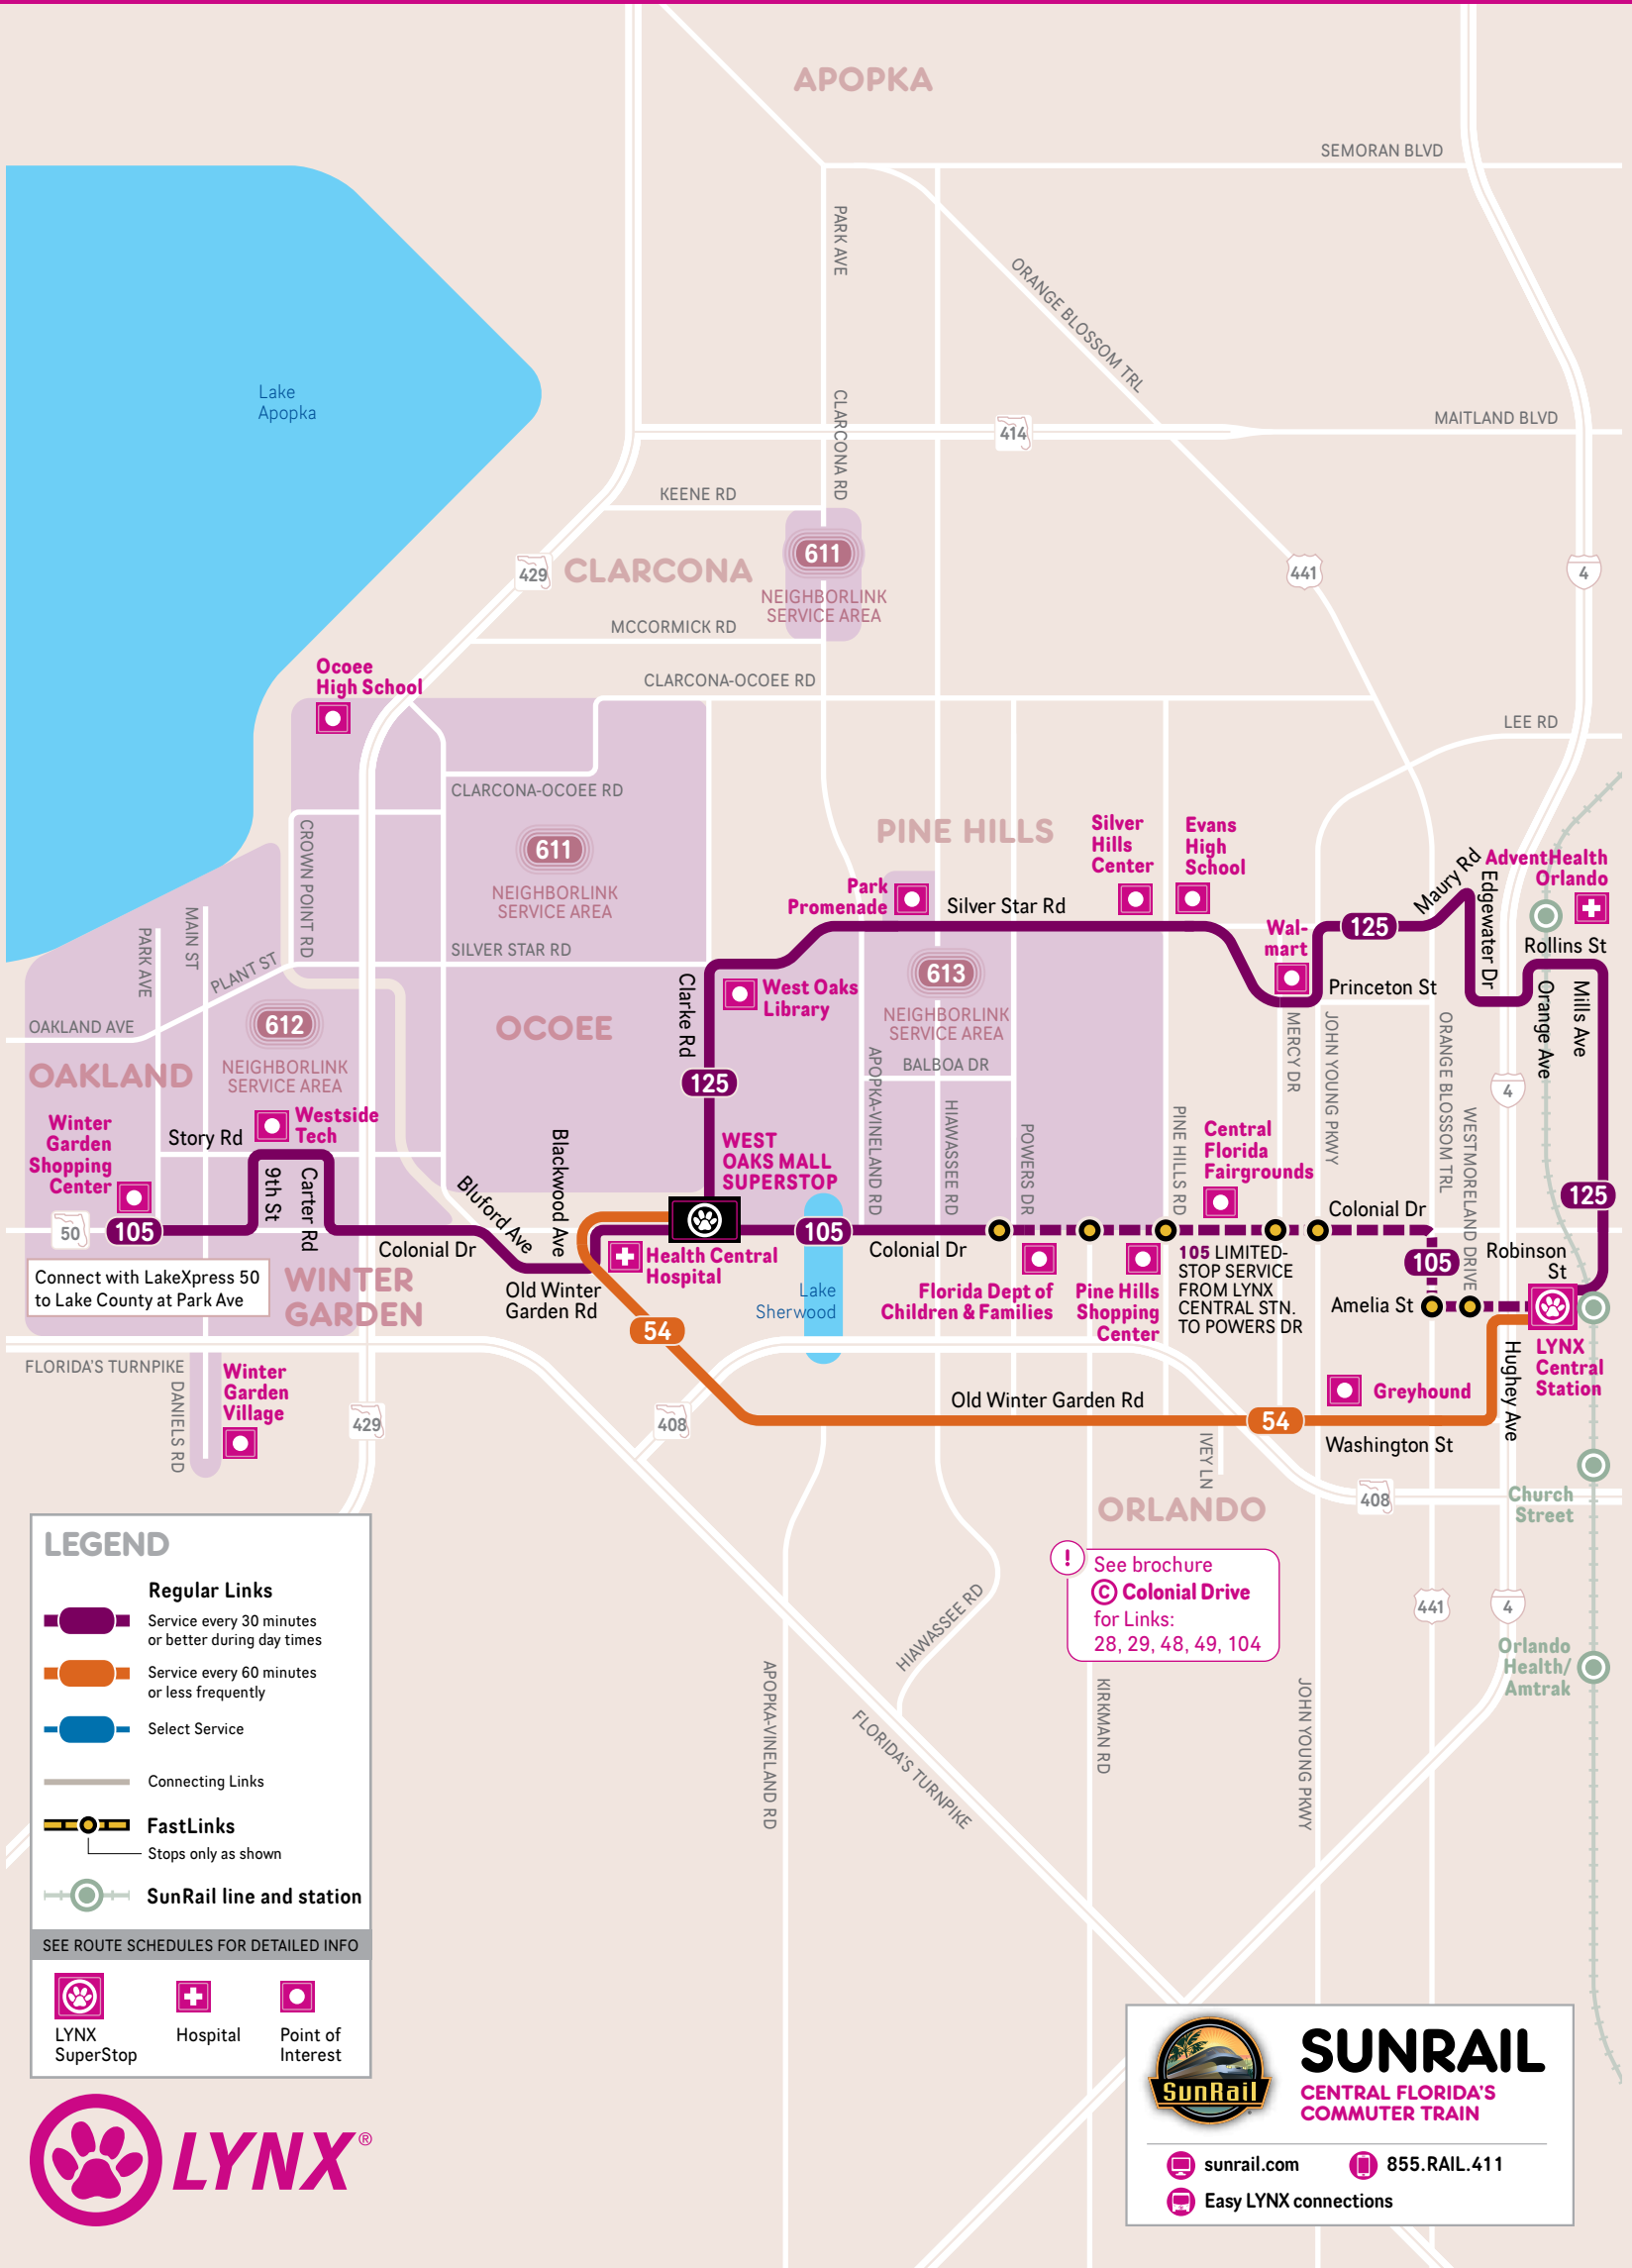 APOPKA
SEMORAN BLVD
PARK AVE
ORANGE BLOSSOM TRL
Lake
Apopka
CLARCONA RD
MAITLAND BLVD
414
KEENE RD
611
429
CLARCONA
441
4
NEIGHBORLINK
SERVICE AREA
MCCORMICK RD
Ocoee
High School
CLARCONA-OCOEE RD
LEE RD
CLARCONA-OCOEE RD
CROWN POINT RD
611
NEIGHBORLINK
SERVICE AREA
PINE HILLS
Silver
Hills
Center
Evans
High
School
AdventHealth
Orlando
Maury Rd
Edgewater Dr
Park
Promenade
Silver Star Rd
Wal-
mart
125
Rollins St
MAIN ST
PARK AVE
PLANT ST
SILVER STAR RD
Clarke Rd
West Oaks
Library
613
NEIGHBORLINK
SERVICE AREA
Princeton St
Orange Ave
Mills Ave
OAKLAND AVE
612
OCOEE
MERCY DR
JOHN YOUNG PKWY
ORANGE BLOSSOM TRL
OAKLAND
NEIGHBORLINK
SERVICE AREA
125
APOPKA-VINELAND RD
BALBOA DR
4
HIAWASSEE RD
POWERS DR
PINE HILLS RD
WESTMORELAND DRIVE
Winter
Garden
Shopping
Center
Story Rd
Westside
Tech
9th St
Carter Rd
Bluford Ave
Blackwood Ave
WEST
OAKS MALL
SUPERSTOP
Central
Florida
Fairgrounds
125
50
105
Colonial Dr
105
Colonial Dr
Colonial Dr
Connect with LakeXpress 50
to Lake County at Park Ave
WINTER
GARDEN
Old Winter
Garden Rd
Health Central
Hospital
Lake
Sherwood
Florida Dept of
Children & Families
Pine Hills
Shopping
Center
105 LIMITED-
STOP SERVICE
FROM LYNX
CENTRAL STN.
TO POWERS DR
105
Robinson
St
Amelia St
54
LYNX
Central
Station
FLORIDA'S TURNPIKE
DANIELS RD
Winter
Garden
Village
429
408
Old Winter Garden Rd
54
Greyhound
Washington St
Hughey Ave
IVEY LN
408
Church
Street
ORLANDO
!
See brochure
C Colonial Drive
for Links:
28, 29, 48, 49, 104
HIAWASSEE RD
441
4
Orlando
Health/
Amtrak
APOPKA-VINELAND RD
FLORIDA'S TURNPIKE
KIRKMAN RD
JOHN YOUNG PKWY
LEGEND
Regular Links
Service every 30 minutes
or better during day times
Service every 60 minutes
or less frequently
Select Service
Connecting Links
FastLinks
Stops only as shown
SunRail line and station
SEE ROUTE SCHEDULES FOR DETAILED INFO
LYNX
SuperStop
Hospital
Point of
Interest
LYNX®
SunRail
SUNRAIL
CENTRAL FLORIDA'S
COMMUTER TRAIN
sunrail.com
855.RAIL.411
Easy LYNX connections